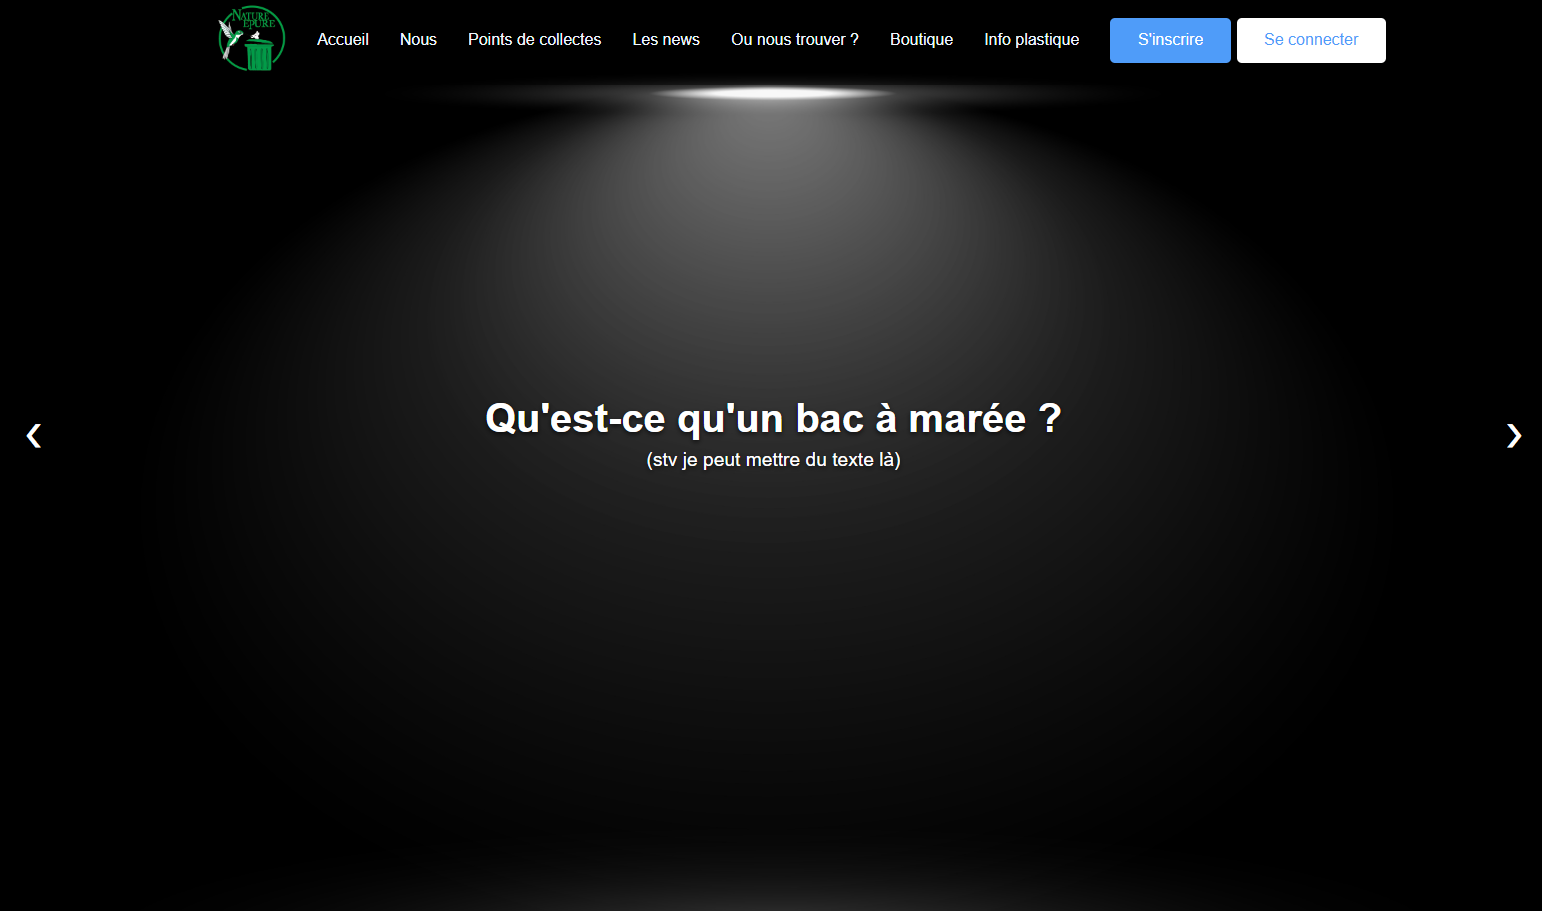 NATURE
EPURE
Accueil
Nous
Points de collectes
Les news
Ou nous trouver ?
Boutique
Info plastique
S'inscrire
Se connecter
Qu'est-ce qu'un bac à marée ?
(stv je peut mettre du texte là)